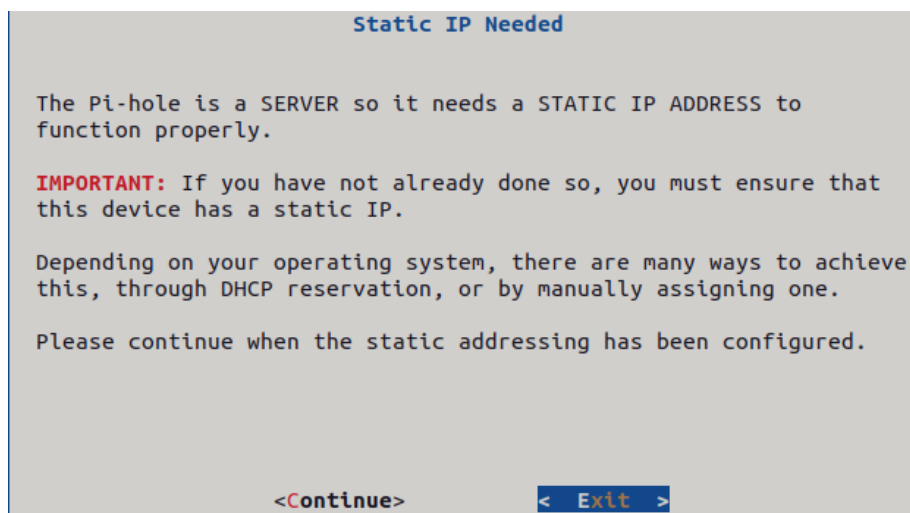 Static IP Needed
The Pi-hole is a SERVER so it needs a STATIC IP ADDRESS to
function properly.
IMPORTANT: If you have not already done so, you must ensure that
this device has a static IP.
Depending on your operating system, there are many ways to achieve
this, through DHCP reservation, or by manually assigning one.
Please continue when the static addressing has been configured.
<Continue> < Exit >